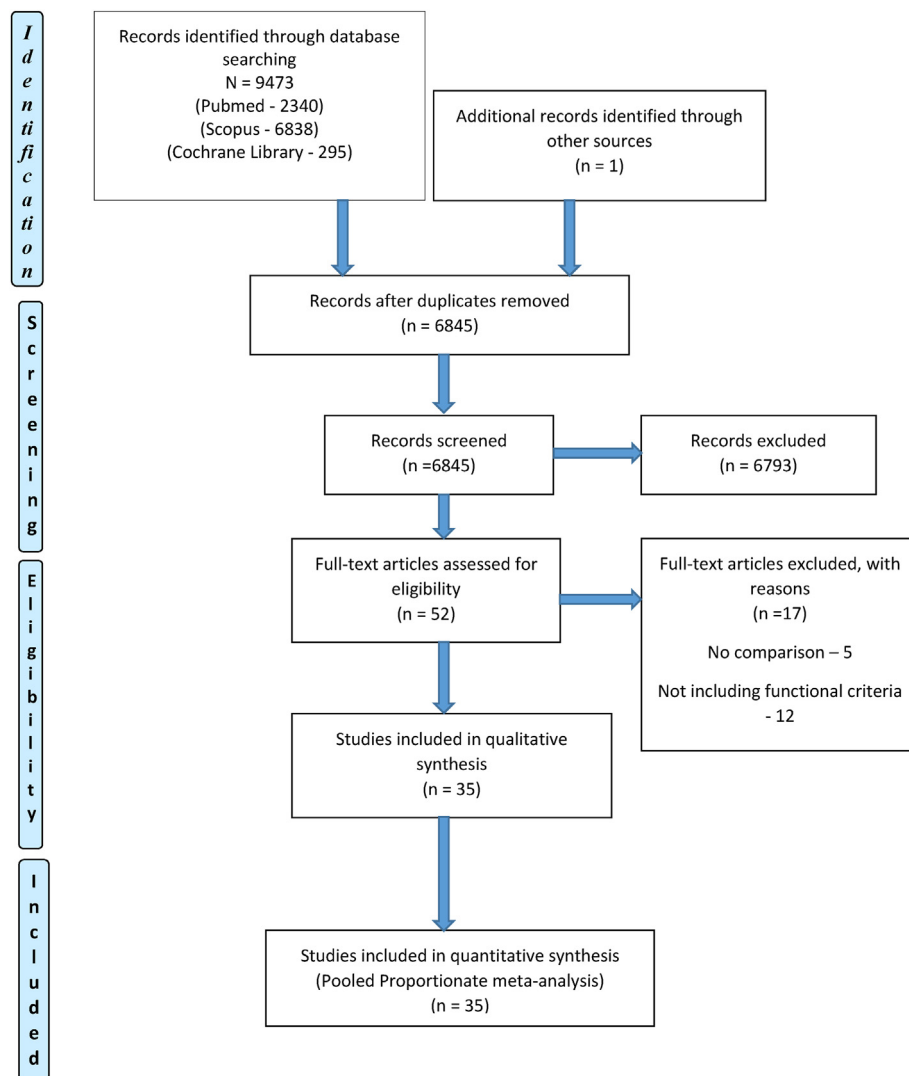 Identification
Records identified through database
searching
N = 9473
(Pubmed - 2340)
(Scopus - 6838)
(Cochrane Library - 295)
Additional records identified through
other sources
(n = 1)
Records after duplicates removed
(n = 6845)
Screening
Records screened
(n =6845)
Records excluded
(n = 6793)
Eligibility
Full-text articles assessed for
eligibility
(n = 52)
Full-text articles excluded, with
reasons
(n =17)
No comparison – 5
Not including functional criteria
- 12
Studies included in qualitative
synthesis
(n = 35)
Included
Studies included in quantitative synthesis
(Pooled Proportionate meta-analysis)
(n = 35)